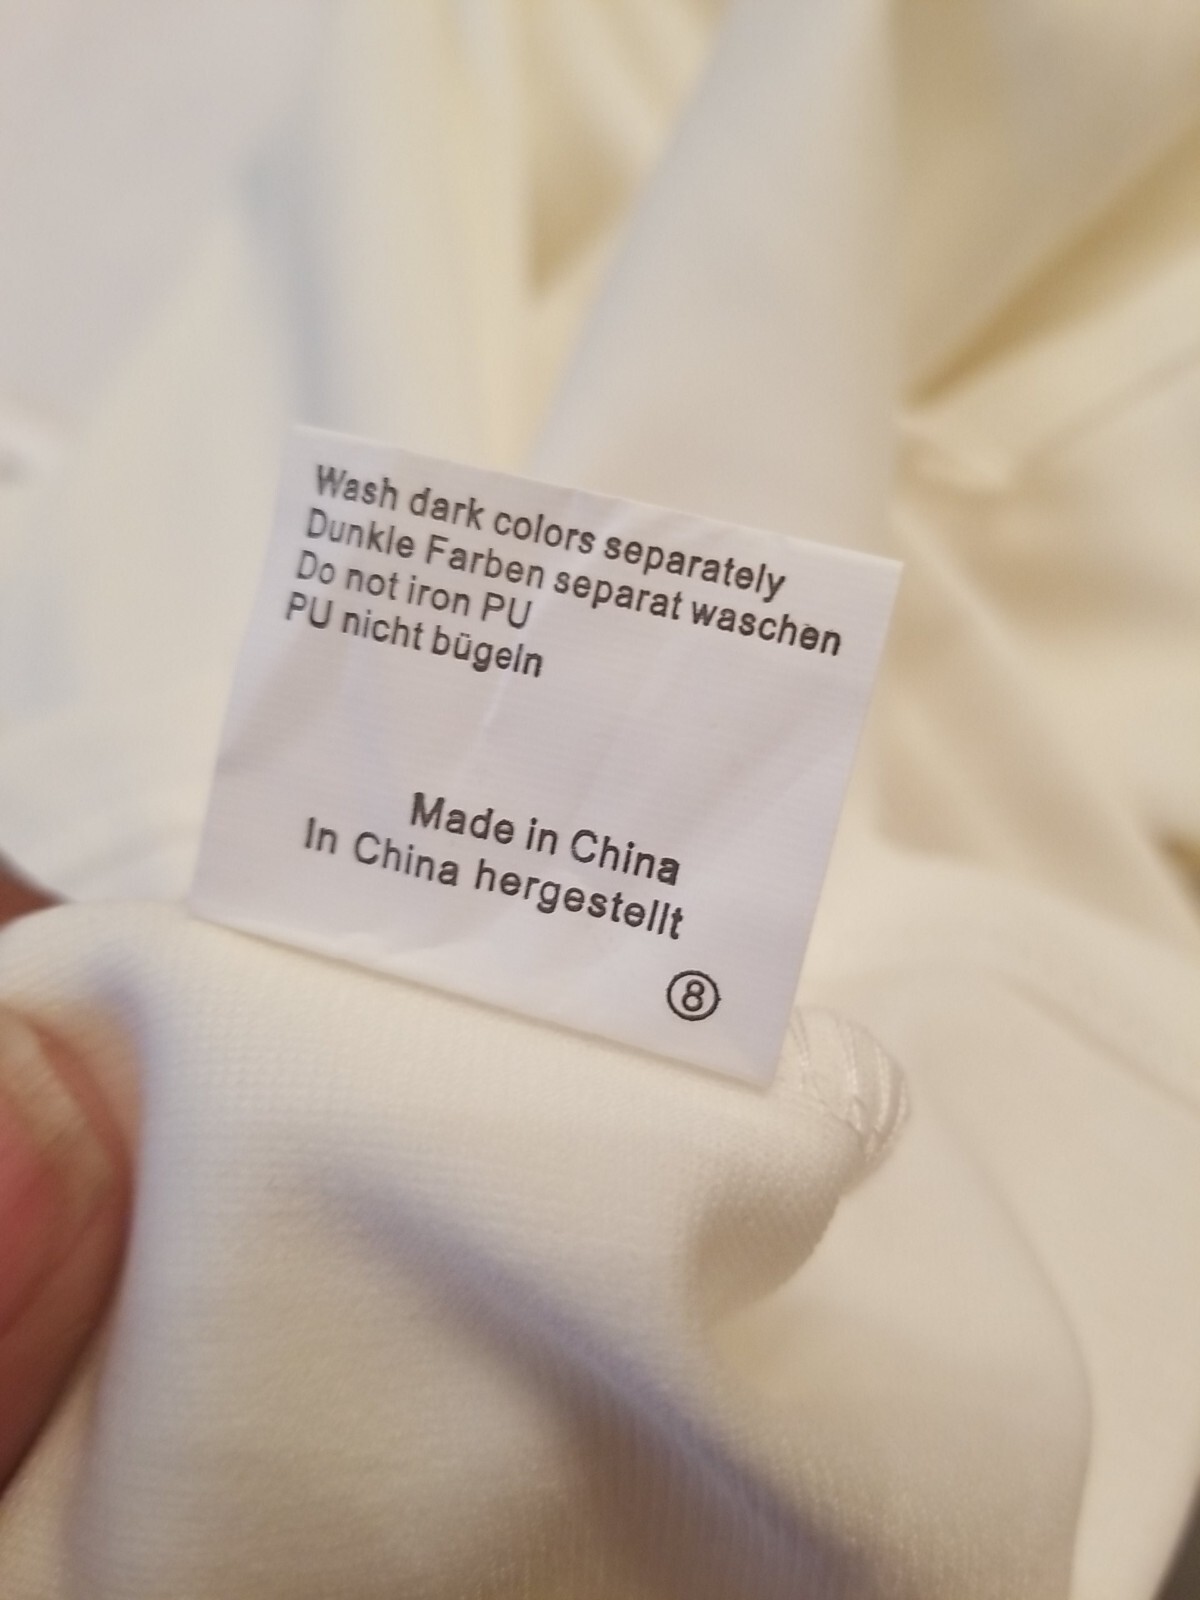 Wash dark colors separately
Dunkle Farben separat waschen
Do not iron PU
PU nicht bügeln
Made in China
In China hergestellt
⑧